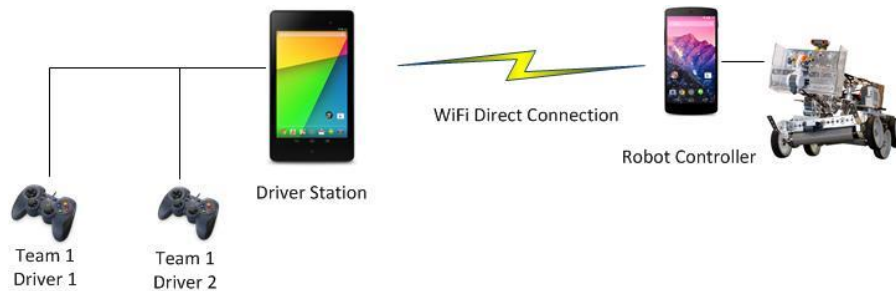 WiFi Direct Connection
Robot Controller
Driver Station
Team 1
Driver 1
Team 1
Driver 2